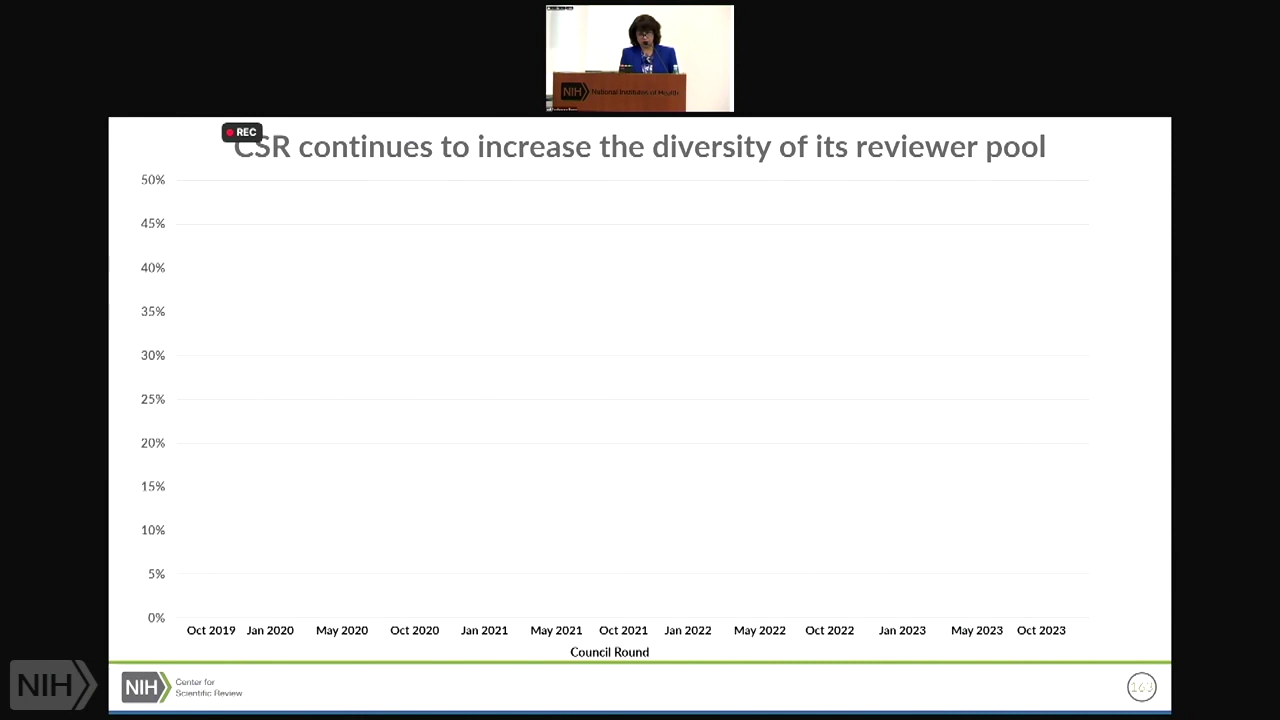 NIH National Institutes of Health
REC
CSR continues to increase the diversity of its reviewer pool
50%
45%
40%
35%
30%
25%
20%
15%
10%
5%
0%
Oct 2019 Jan 2020 May 2020 Oct 2020 Jan 2021 May 2021 Oct 2021 Jan 2022 May 2022 Oct 2022 Jan 2023 May 2023 Oct 2023
Council Round
NIH
NIH Center for
Scientific Review